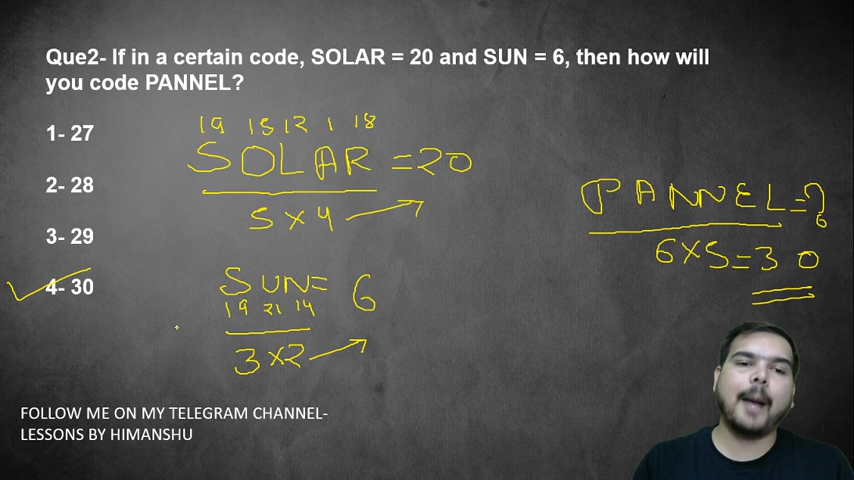 Que2- If in a certain code, SOLAR = 20 and SUN = 6, then how will
you code PANNEL?
1- 27
2- 28
3- 29
4- 30
19 15 12 1 18
SOLAR = 20
5 x 4
SUN = 6
19 21 14
3 x 2
PANNEL = ?
6 x 5 = 30
6
FOLLOW ME ON MY TELEGRAM CHANNEL-
LESSONS BY HIMANSHU